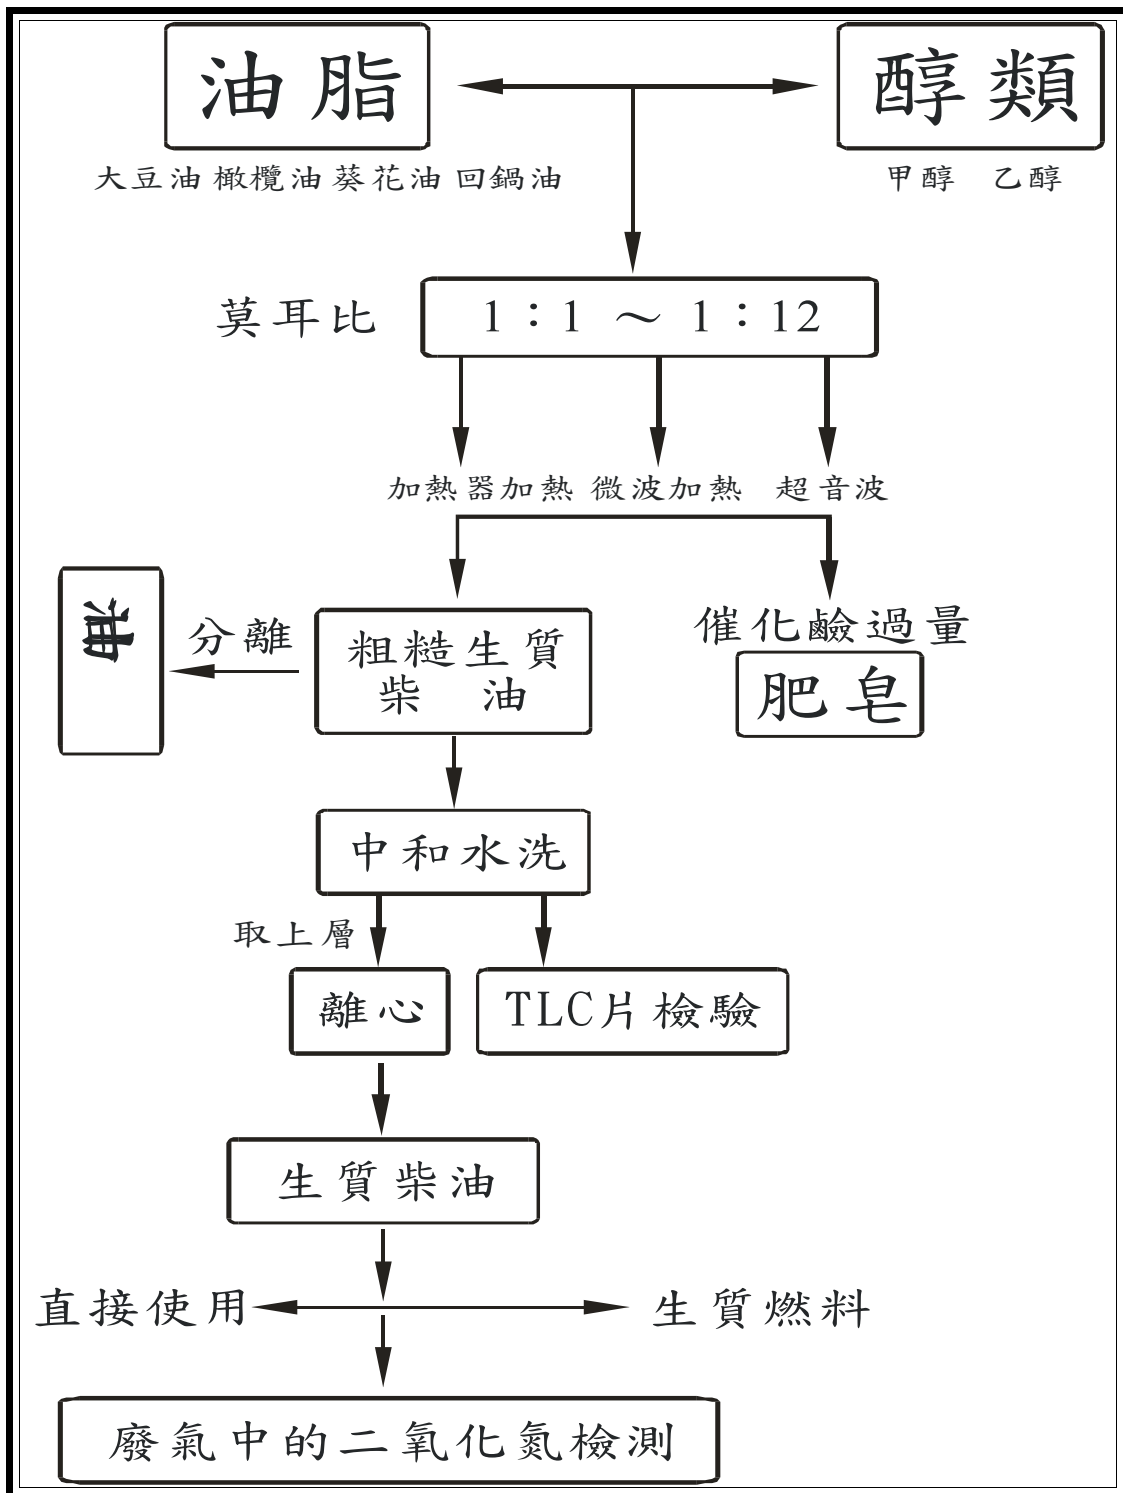 油脂
醇類
大豆油 橄欖油 葵花油 回鍋油
甲醇 乙醇
莫耳比
1：1 ～ 1：12
加熱器加熱 微波加熱 超音波
油
分離
粗糙生質
柴 油
催化鹼過量
肥皂
中和水洗
取上層
離心
TLC片檢驗
生質柴油
直接使用
生質燃料
廢氣中的二氧化氮檢測